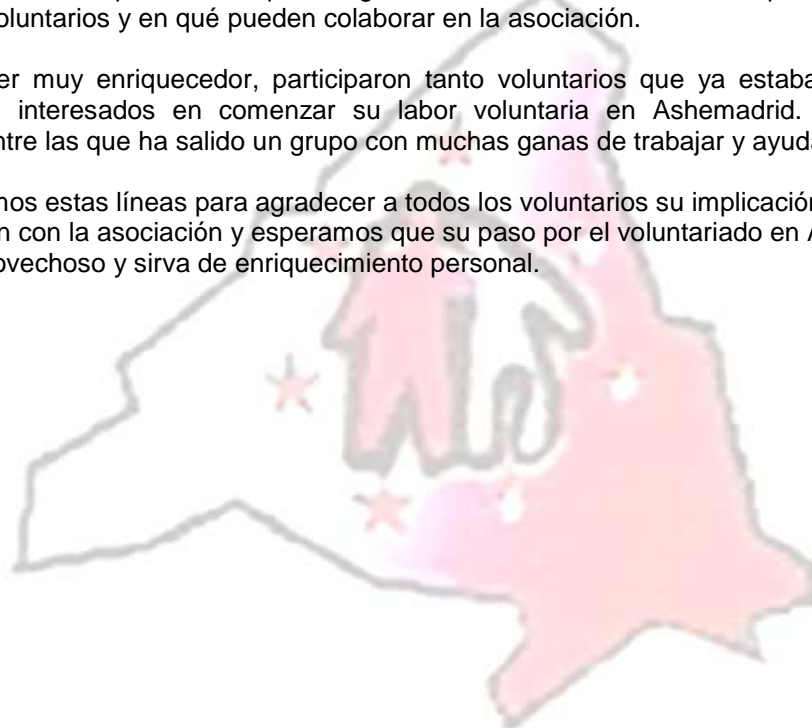 oluntarios y en qué pueden colaborar en la asociación.
er muy enriquecedor, participaron tanto voluntarios que ya estaba
interesados en comenzar su labor voluntaria en Ashemadrid.
ntre las que ha salido un grupo con muchas ganas de trabajar y ayuda
mos estas líneas para agradecer a todos los voluntarios su implicación
n con la asociación y esperamos que su paso por el voluntariado en A
ovechoso y sirva de enriquecimiento personal.